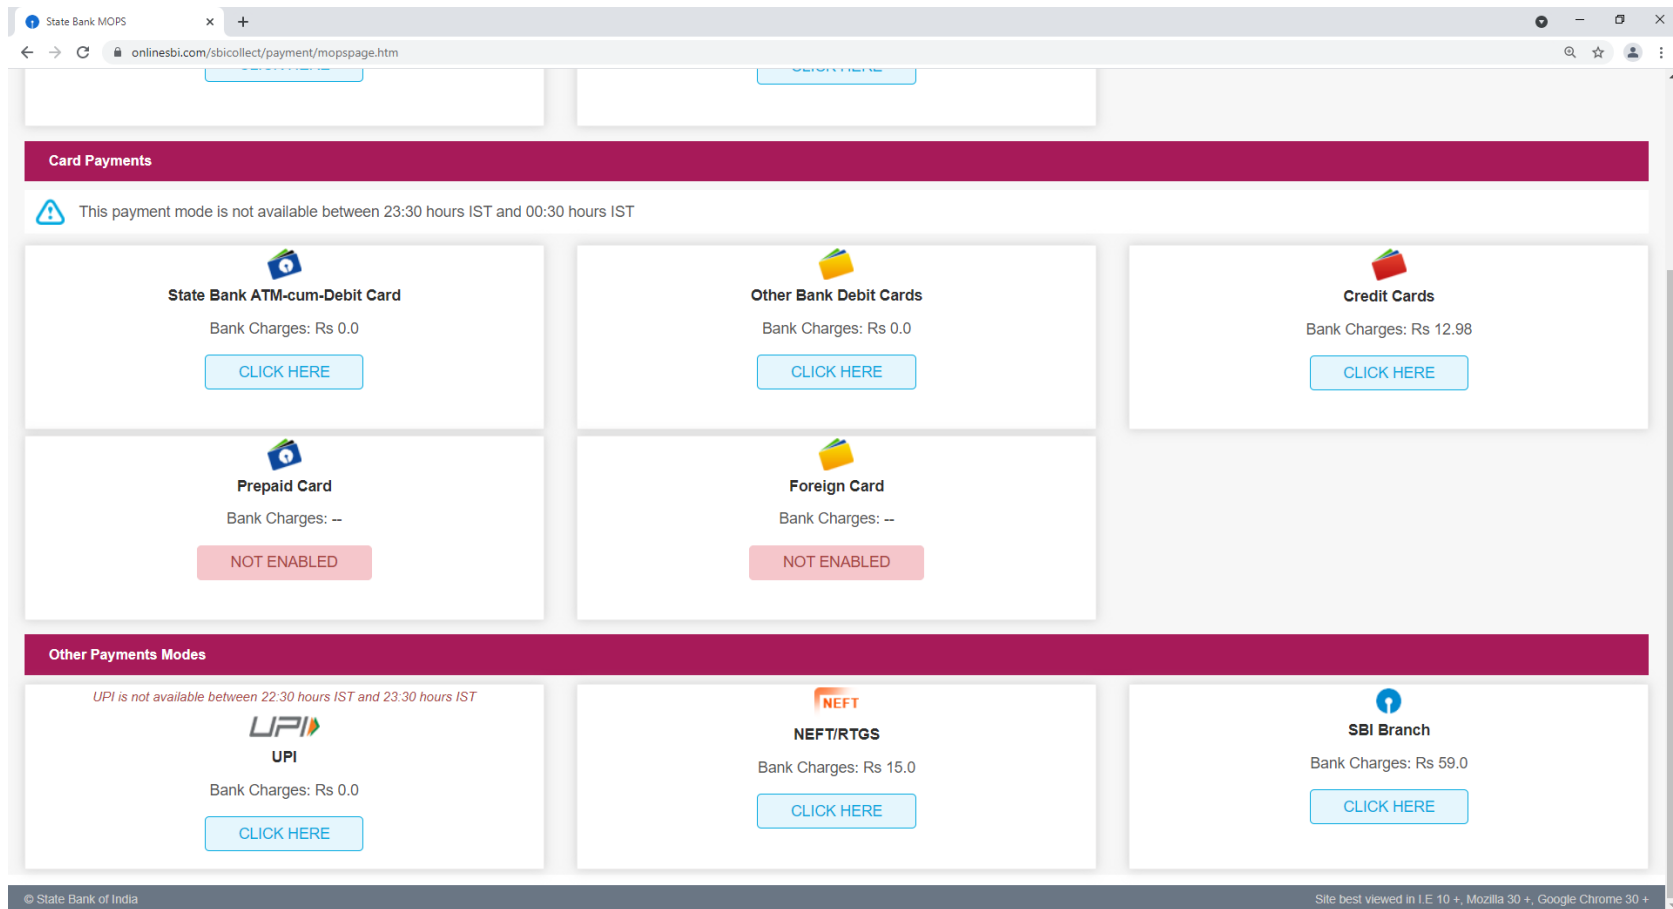 State Bank MOPS
onlinesbi.com/sbicollect/payment/mopspage.htm
CLICK HERE CLICK HERE
Card Payments
This payment mode is not available between 23:30 hours IST and 00:30 hours IST
State Bank ATM-cum-Debit Card
Bank Charges: Rs 0.0
CLICK HERE
Other Bank Debit Cards
Bank Charges: Rs 0.0
CLICK HERE
Credit Cards
Bank Charges: Rs 12.98
CLICK HERE
Prepaid Card
Bank Charges: --
NOT ENABLED
Foreign Card
Bank Charges: --
NOT ENABLED
Other Payments Modes
UPI is not available between 22:30 hours IST and 23:30 hours IST
UPI
UPI
Bank Charges: Rs 0.0
CLICK HERE
NEFT
NEFT/RTGS
Bank Charges: Rs 15.0
CLICK HERE
SBI Branch
Bank Charges: Rs 59.0
CLICK HERE
© State Bank of India
Site best viewed in I.E 10 +, Mozilla 30 +, Google Chrome 30 +